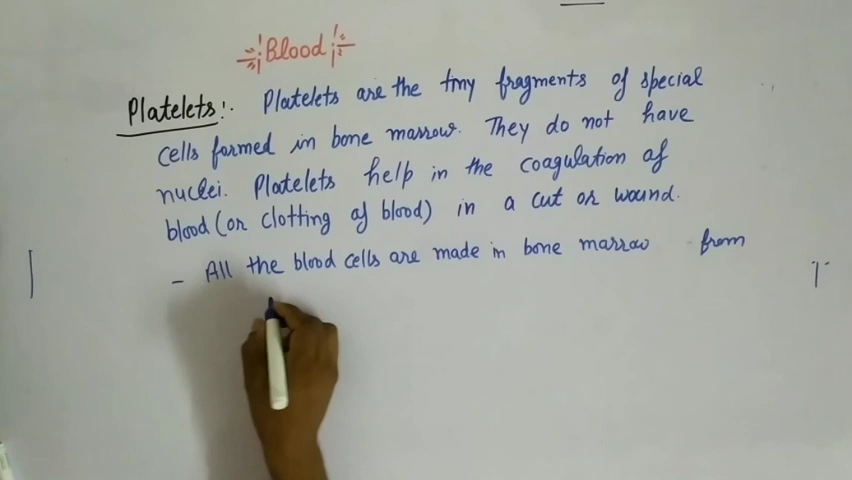 Blood
Platelets:- Platelets are the tiny fragments of special
cells formed in bone marrow. They do not have
nuclei. Platelets help in the coagulation of
blood (or clotting of blood) in a cut or wound.
- All the blood cells are made in bone marrow from